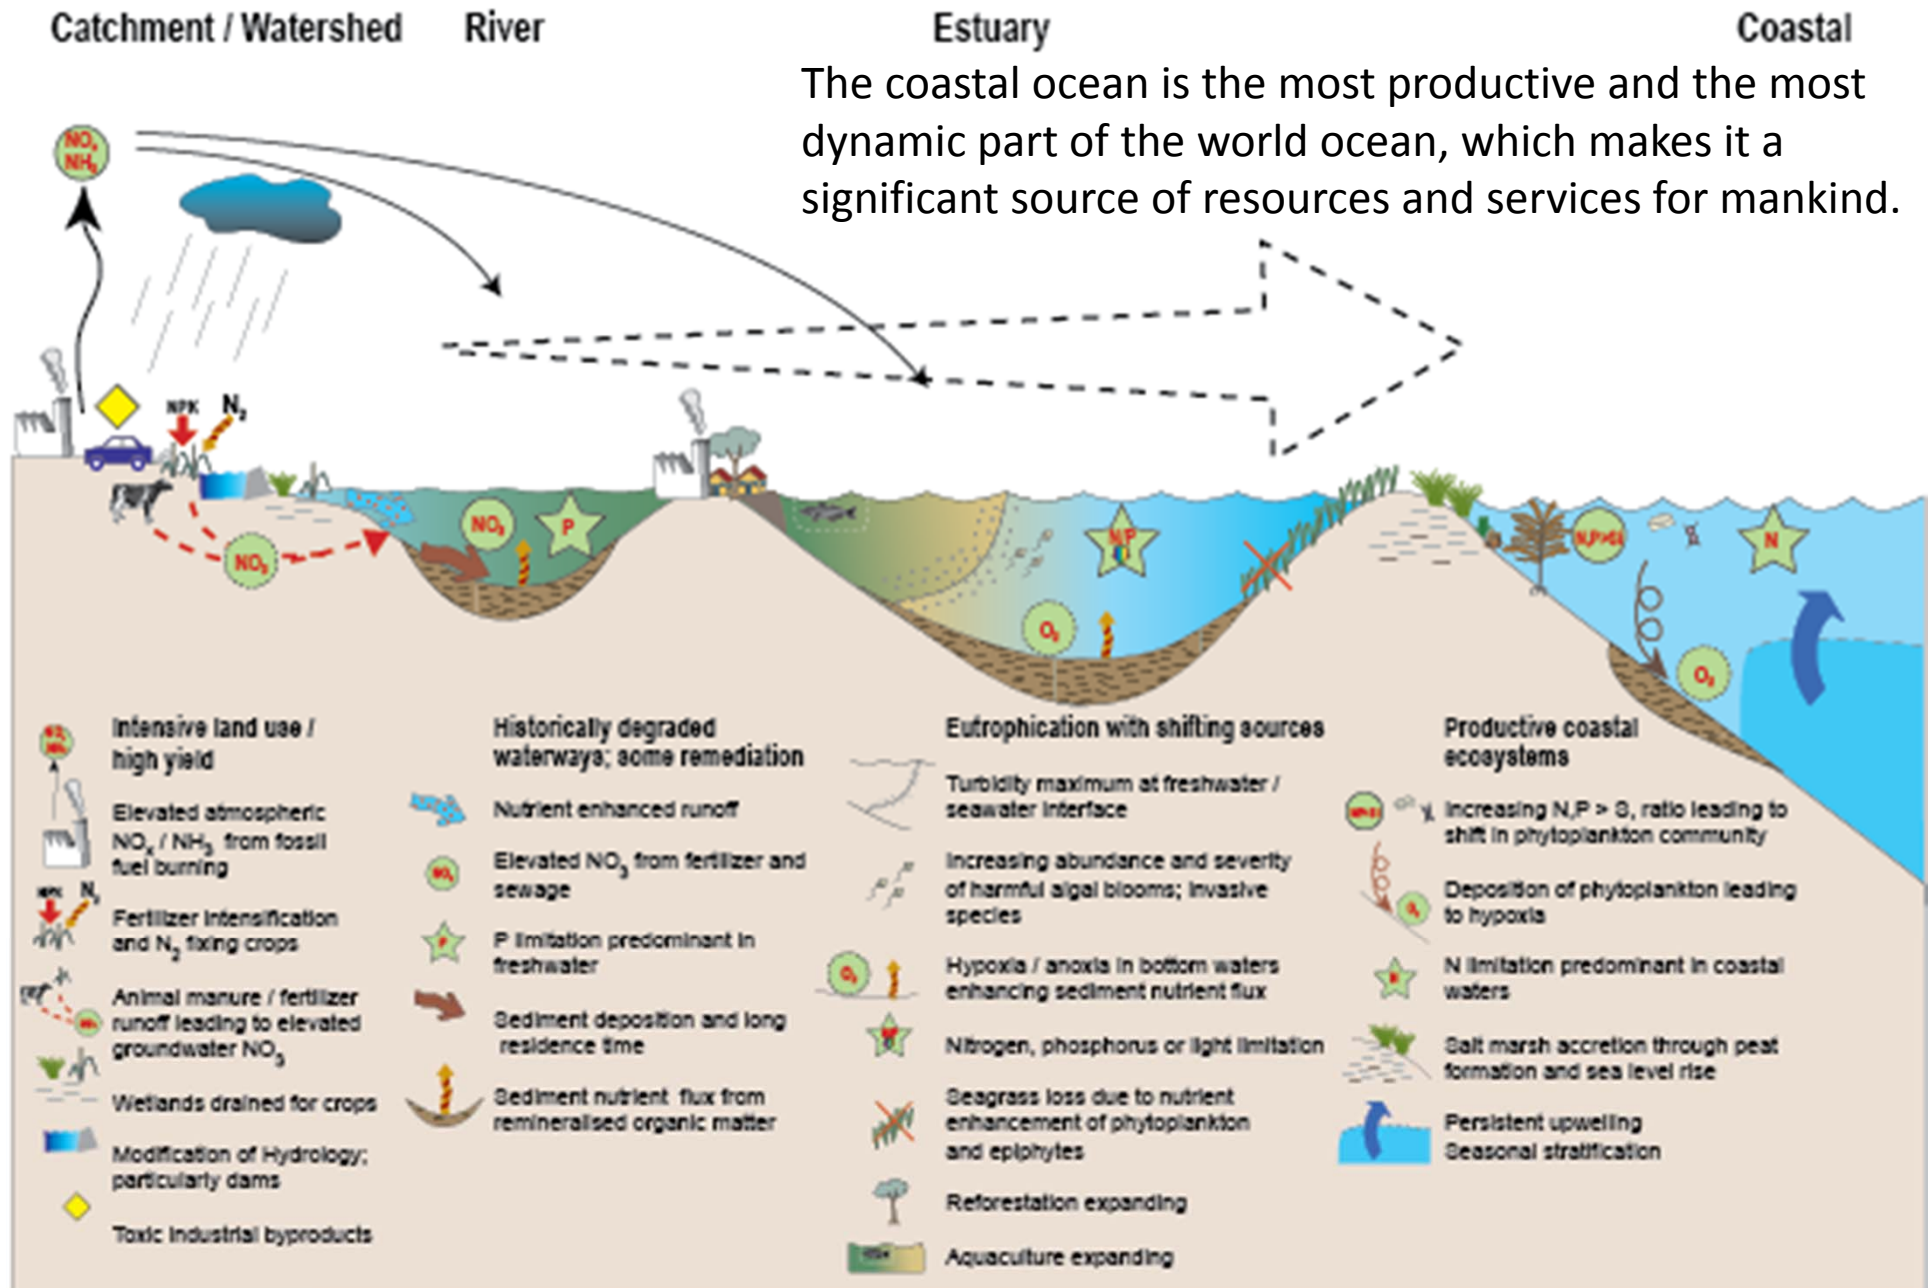 Catchment / Watershed
River
Estuary
Coastal
The coastal ocean is the most productive and the most
dynamic part of the world ocean, which makes it a
significant source of resources and services for mankind.
NOₓ
NH₃
NPK
N₂
NO₃
NO₃
P
N/P
O₂
N,P>Si
N
O₂
Intensive land use /
high yield
Elevated atmospheric
NOₓ / NH₃ from fossil
fuel burning
NPK
N₂
Fertilizer intensification
and N₂ fixing crops
Animal manure / fertilizer
runoff leading to elevated
groundwater NO₃
Wetlands drained for crops
Modification of Hydrology;
particularly dams
Toxic industrial byproducts
Historically degraded
waterways; some remediation
Nutrient enhanced runoff
NO₃
Elevated NO₃ from fertilizer and
sewage
P
P limitation predominant in
freshwater
Sediment deposition and long
residence time
Sediment nutrient flux from
remineralised organic matter
Eutrophication with shifting sources
Turbidity maximum at freshwater /
seawater interface
Increasing abundance and severity
of harmful algal blooms; invasive
species
O₂
Hypoxia / anoxia in bottom waters
enhancing sediment nutrient flux
Nitrogen, phosphorus or light limitation
Seagrass loss due to nutrient
enhancement of phytoplankton
and epiphytes
Reforestation expanding
Aquaculture expanding
Productive coastal
ecosystems
Increasing N,P > S, ratio leading to
shift in phytoplankton community
O₂
Deposition of phytoplankton leading
to hypoxia
N limitation predominant in coastal
waters
Salt marsh accretion through peat
formation and sea level rise
Persistent upwelling
Seasonal stratification